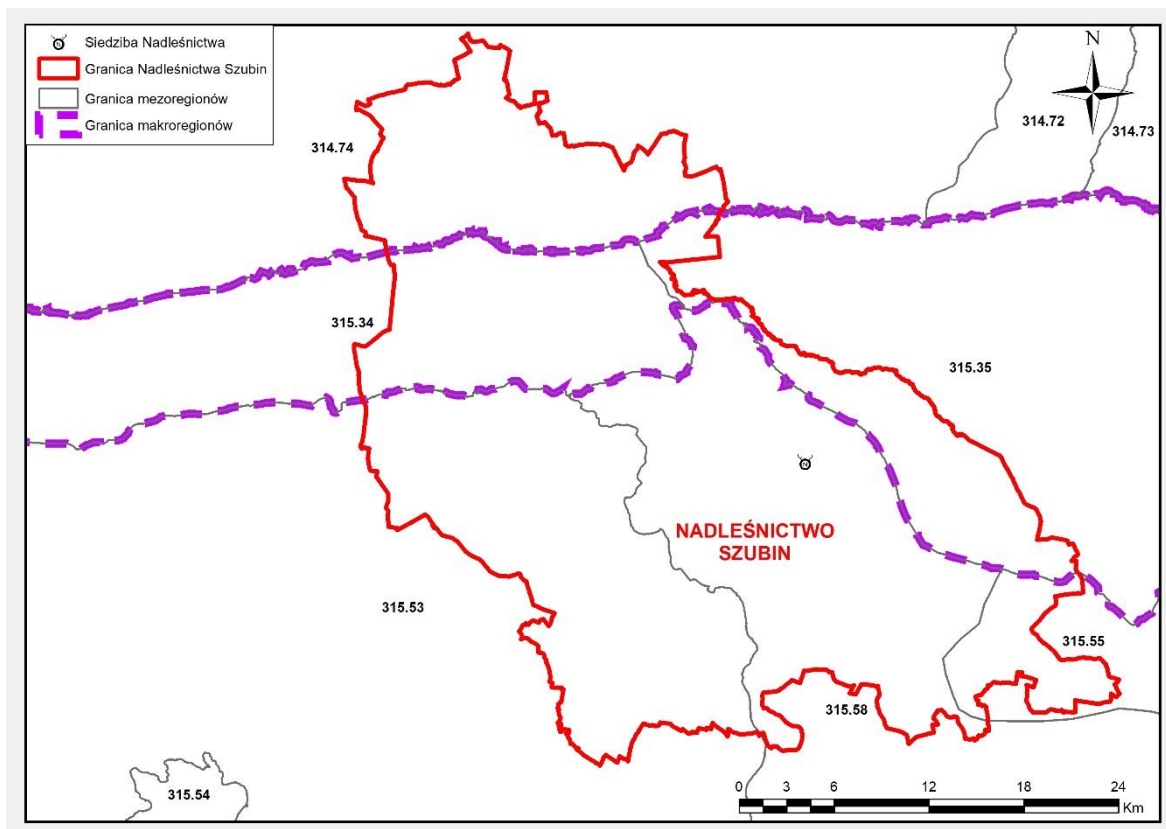 Siedziba Nadleśnictwa
Granica Nadleśnictwa Szubin
Granica mezoregionów
Granica makroregionów
N
314.72
314.73
314.74
315.34
315.35
N
NADLEŚNICTWO
SZUBIN
315.53
315.55
315.58
315.54
0 3 6 12 18 24
Km